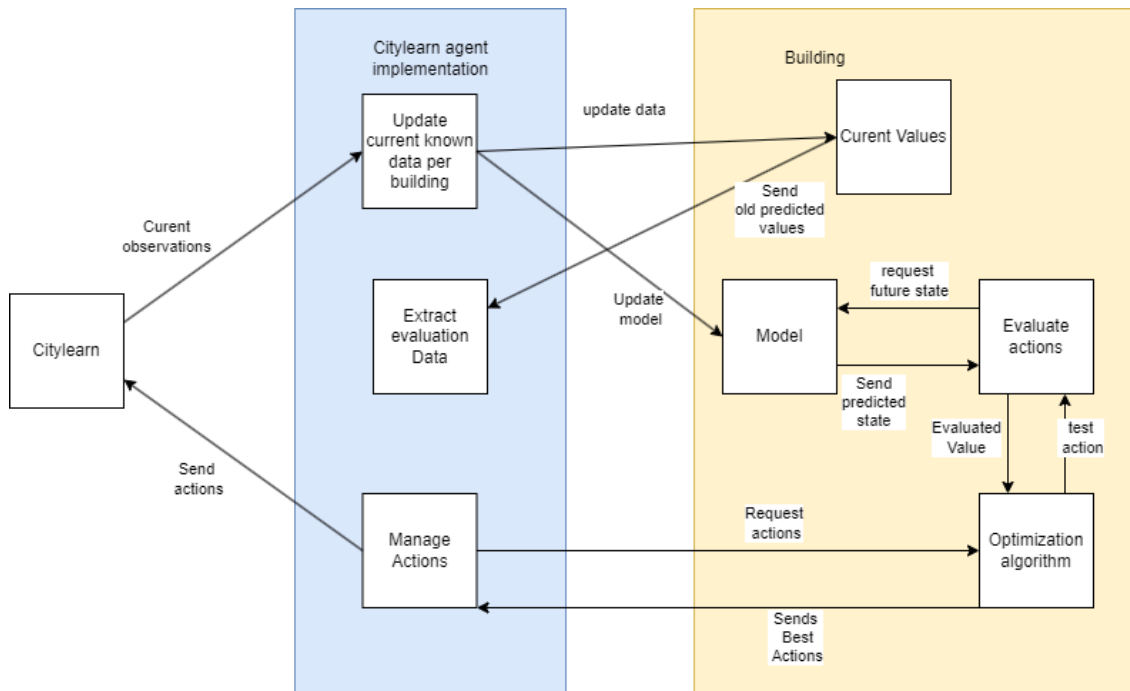 Citylearn agent
implementation
Building
Update
current known
data per
building
update data
Curent Values
Send
old predicted
values
Curent
observations
request
future state
Update
model
Extract
evaluation
Data
Model
Evaluate
actions
Citylearn
Send
predicted
state
Evaluated
Value
test
action
Send
actions
Request
actions
Manage
Actions
Optimization
algorithm
Sends
Best
Actions